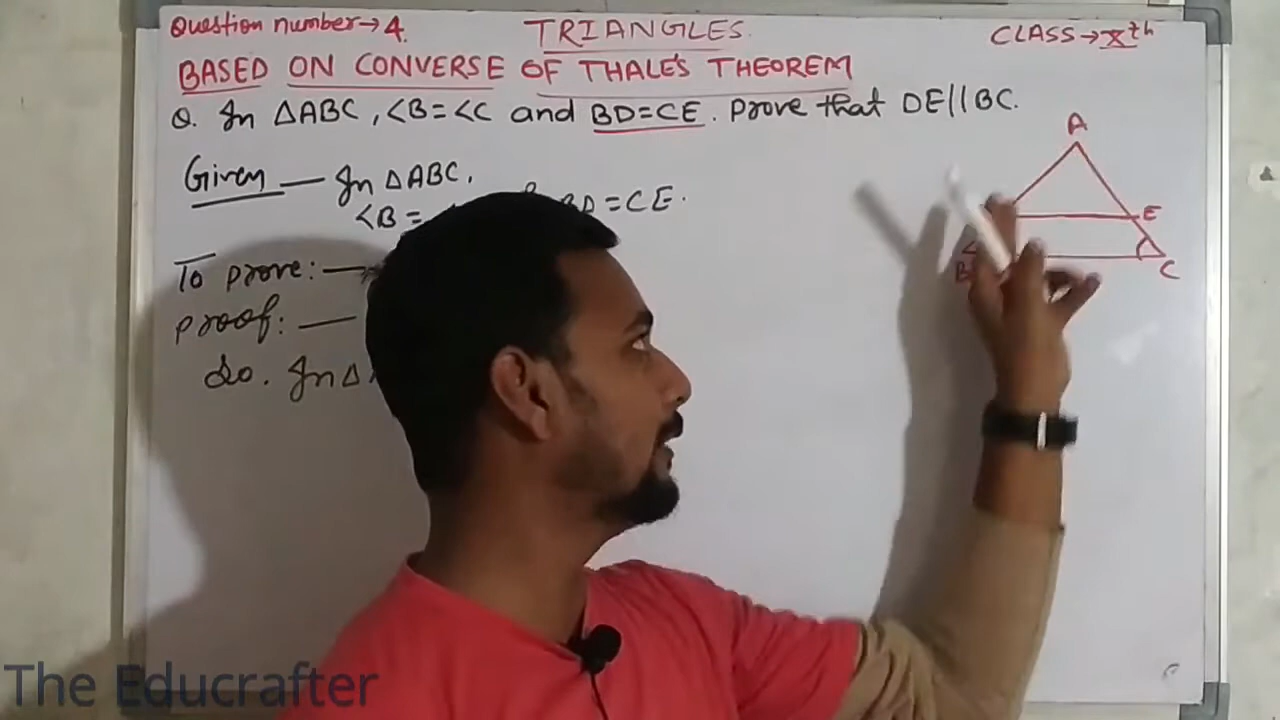 Question number→4.
TRIANGLES.
CLASS→Xth
BASED ON CONVERSE OF THALE'S THEOREM
Q. In ΔABC, <B=<C and BD=CE. Prove that DE||BC.
Given — In ΔABC.
<B = BD = CE.
To prove: —
Proof: —
So. In Δ
A
E
B
C
The Educrafter